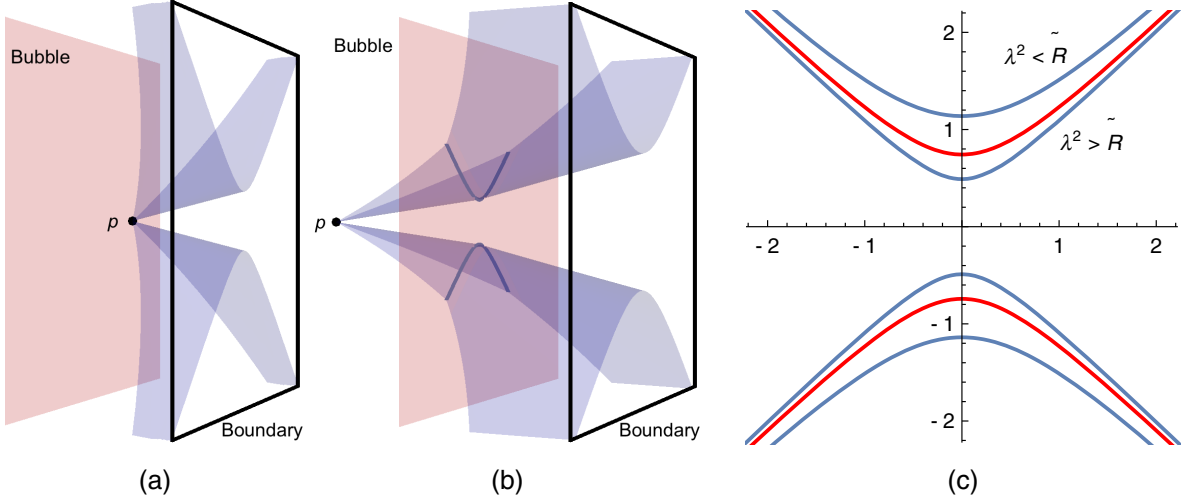 Bubble
p
Boundary
(a)
Bubble
p
Boundary
(b)
λ² < R̃
λ² > R̃
2
1
-1
-2
-2
-1
1
2
(c)